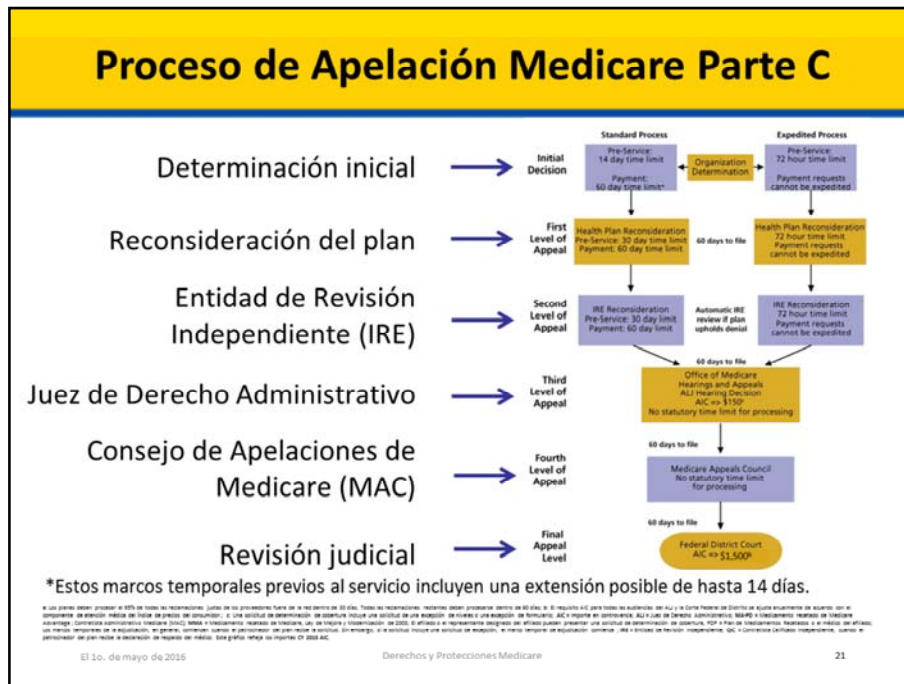 Proceso de Apelación Medicare Parte C
Standard Process
Expedited Process
Determinación inicial
Initial
Decision
Pre-Service:
14 day time limit
Payment:
60 day time limitª
Organization
Determination
Pre-Service:
72 hour time limit
Payment requests
cannot be expedited
Reconsideración del plan
First
Level of
Appeal
Health Plan Reconsideration
Pre-Service: 30 day time limit
Payment: 60 day time limit
60 days to file
Health Plan Reconsideration
72 hour time limit
Payment requests
cannot be expedited
Entidad de Revisión
Independiente (IRE)
Second
Level of
Appeal
IRE Reconsideration
Pre-Service: 30 day time limit
Payment: 60 day limit
Automatic IRE
review if plan
upholds denial
IRE Reconsideration
72 hour time limit
Payment requests
cannot be expedited
60 days to file
Juez de Derecho Administrativo
Third
Level of
Appeal
Office of Medicare
Hearings and Appeals
ALJ Hearing Decision
AIC => $150
No statutory time limit for processing
60 days to file
Consejo de Apelaciones de
Medicare (MAC)
Fourth
Level of
Appeal
Medicare Appeals Council
No statutory time limit
for processing
60 days to file
Revisión judicial
Final
Appeal
Level
Federal District Court
AIC => $1,500
*Estos marcos temporales previos al servicio incluyen una extensión posible de hasta 14 días.
El 1o. de mayo de 2016
Derechos y Protecciones Medicare
21